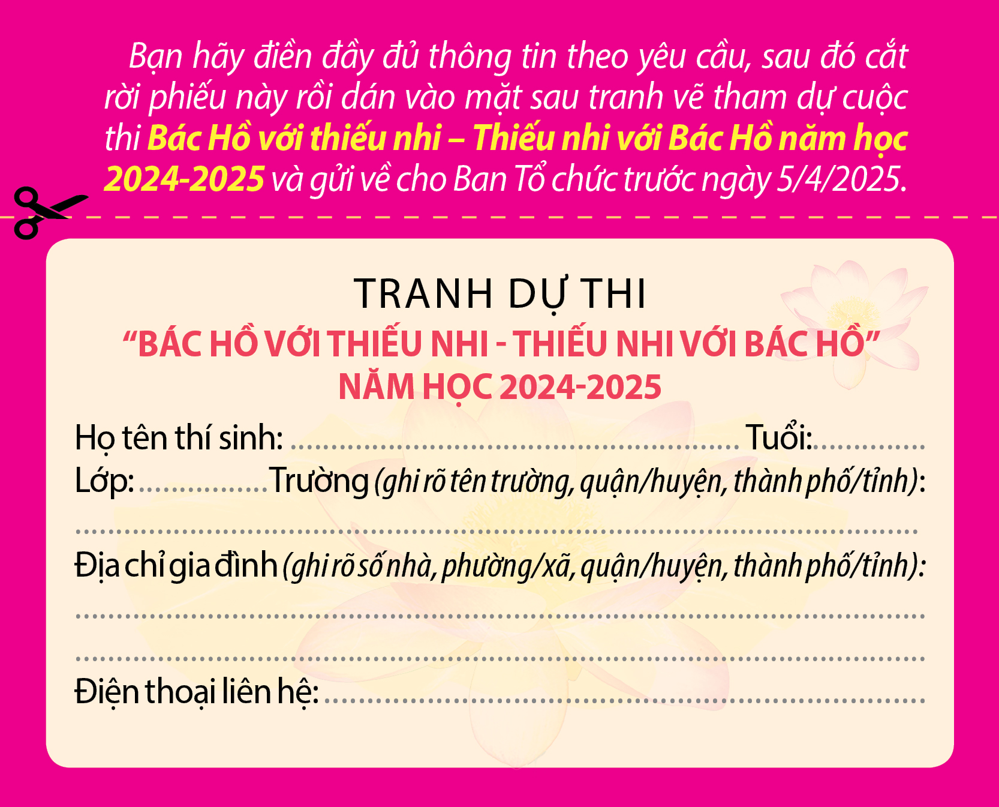 Bạn hãy điền đầy đủ thông tin theo yêu cầu, sau đó cắt
rời phiếu này rồi dán vào mặt sau tranh vẽ tham dự cuộc
thi Bác Hồ với thiếu nhi – Thiếu nhi với Bác Hồ năm học
2024-2025 và gửi về cho Ban Tổ chức trước ngày 5/4/2025.
TRANH DỰ THI
“BÁC HỒ VỚI THIẾU NHI - THIẾU NHI VỚI BÁC HỒ”
NĂM HỌC 2024-2025
Họ tên thí sinh: ........................................................ Tuổi:..............
Lớp: ................Trường (ghi rõ tên trường, quận/huyện, thành phố/tỉnh):
........................................................................................................
Địa chỉ gia đình (ghi rõ số nhà, phường/xã, quận/huyện, thành phố/tỉnh):
........................................................................................................
........................................................................................................
Điện thoại liên hệ: ..........................................................................